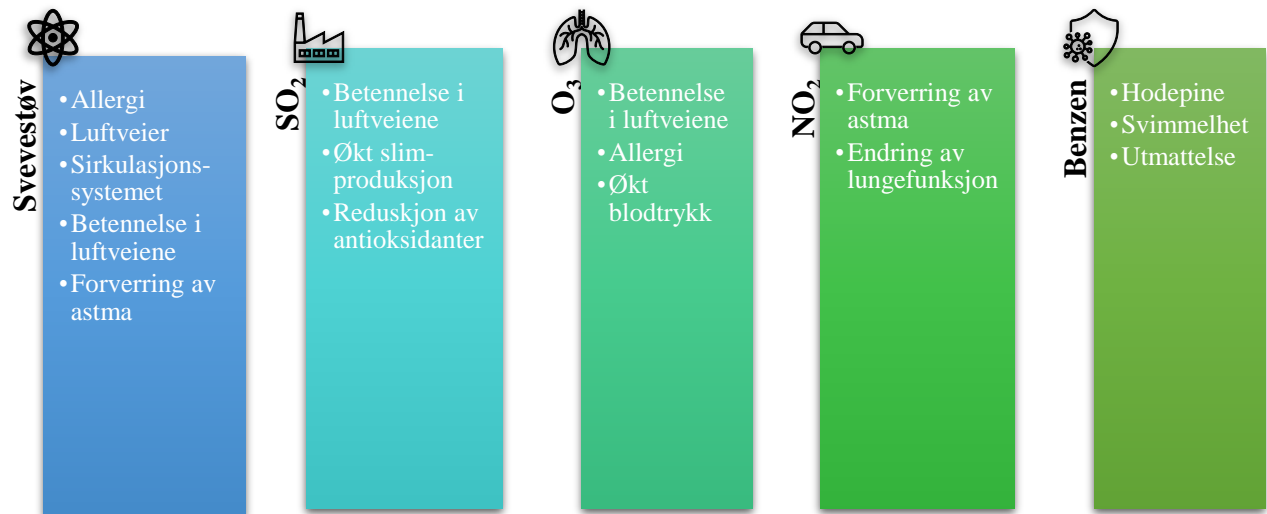 Svevestøv
•Allergi
•Luftveier
•Sirkulasjons-
systemet
•Betennelse i
luftveiene
•Forverring av
astma
SO₂
•Betennelse i
luftveiene
•Økt slim-
produksjon
•Reduskjon av
antioksidanter
O₃
•Betennelse
i luftveiene
•Allergi
•Økt
blodtrykk
NO₂
•Forverring av
astma
•Endring av
lungefunksjon
Benzen
•Hodepine
•Svimmelhet
•Utmattelse